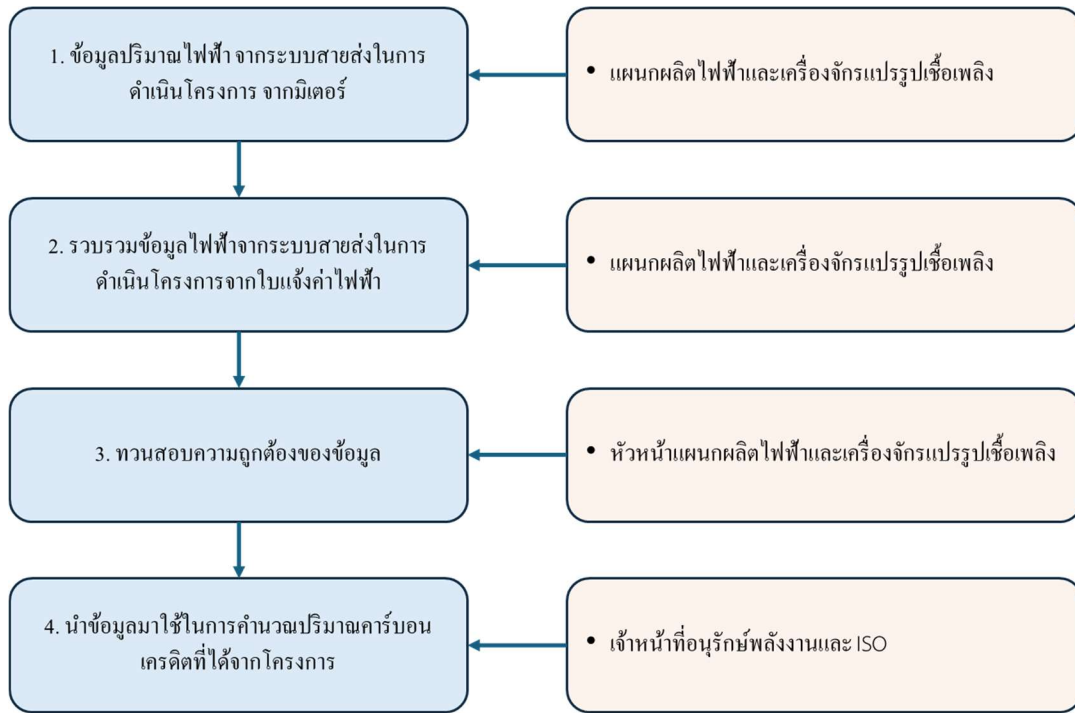 1. ข้อมูลปริมาณไฟฟ้า จากระบบสายส่งในการ
ดำเนินโครงการ จากมิเตอร์
• แผนกผลิตไฟฟ้าและเครื่องจักรแปรรูปเชื้อเพลิง
2. รวบรวมข้อมูลไฟฟ้าจากระบบสายส่งในการ
ดำเนินโครงการจากใบแจ้งค่าไฟฟ้า
• แผนกผลิตไฟฟ้าและเครื่องจักรแปรรูปเชื้อเพลิง
3. ทวนสอบความถูกต้องของข้อมูล
• หัวหน้าแผนกผลิตไฟฟ้าและเครื่องจักรแปรรูปเชื้อเพลิง
4. นำข้อมูลมาใช้ในการคำนวณปริมาณคาร์บอน
เครดิตที่ได้จากโครงการ
• เจ้าหน้าที่อนุรักษ์พลังงานและ ISO